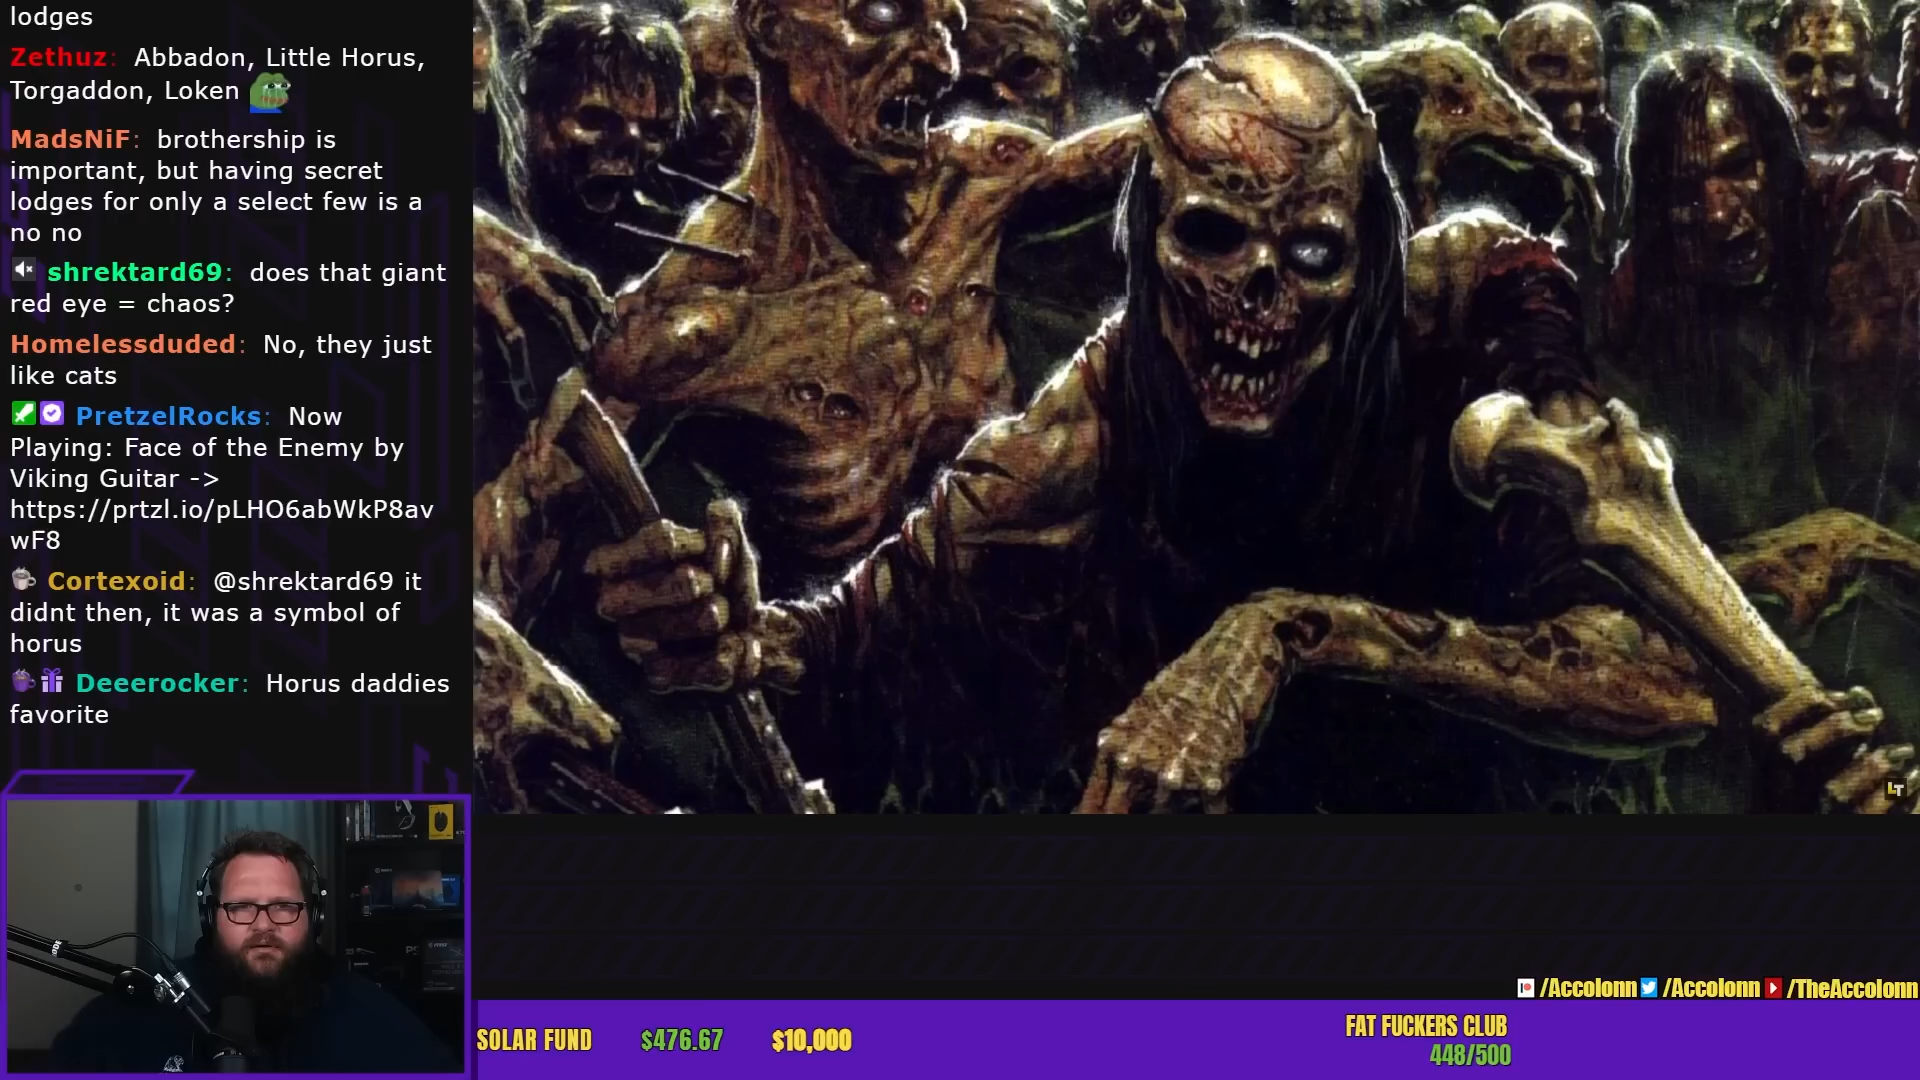 lodges
Zethuz: Abbadon, Little Horus,
Torgaddon, Loken
MadsNiF: brothership is
important, but having secret
lodges for only a select few is a
no no
shrektard69: does that giant
red eye = chaos?
Homelessduded: No, they just
like cats
PretzelRocks: Now
Playing: Face of the Enemy by
Viking Guitar ->
https://prtzl.io/pLHO6abWkP8av
wF8
Cortexoid: @shrektard69 it
didnt then, it was a symbol of
horus
Deeerocker: Horus daddies
favorite
LT
RODE
/Accolonn /Accolonn /TheAccolonn
SOLAR FUND $476.67 $10,000
FAT FUCKERS CLUB
448/500